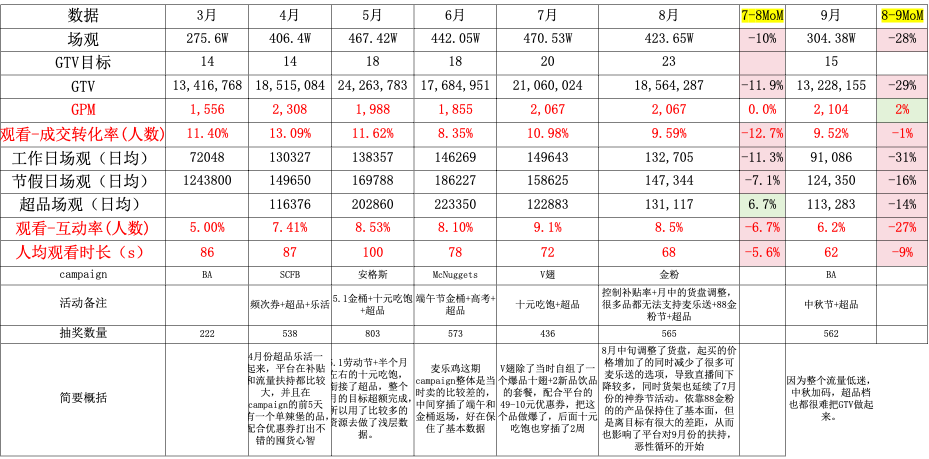 数据 3月 4月 5月 6月 7月 8月 7-8MoM 9月 8-9MoM
场观 275.6W 406.4W 467.42W 442.05W 470.53W 423.65W -10% 304.38W -28%
GTV目标 14 14 18 18 20 23 15
GTV 13,416,768 18,515,084 24,263,783 17,684,951 21,060,024 18,564,287 -11.9% 13,228,155 -29%
GPM 1,556 2,308 1,988 1,855 2,067 2,067 0.0% 2,104 2%
观看-成交转化率(人数) 11.40% 13.09% 11.62% 8.35% 10.98% 9.59% -12.7% 9.52% -1%
工作日场观（日均） 72048 130327 138357 146269 149643 132,705 -11.3% 91,086 -31%
节假日场观（日均） 1243800 149650 169788 186227 158625 147,344 -7.1% 124,350 -16%
超品场观（日均） 116376 202860 223350 122883 131,117 6.7% 113,283 -14%
观看-互动率(人数) 5.00% 7.41% 8.53% 8.10% 9.1% 8.5% -6.7% 6.2% -27%
人均观看时长（s） 86 87 100 78 72 68 -5.6% 62 -9%
campaign BA SCFB 安格斯 McNuggets V翅 金粉 BA
活动备注
频次券+超品+乐活
5.1金桶+十元吃饱
+超品
端午节金桶+高考+
超品
十元吃饱+超品
控制补贴率+月中的货盘调整，
很多品都无法支持麦乐送+88金
粉节+超品
中秋节+超品
抽奖数量 222 538 803 573 436 565 562
简要概括
4月份超品乐活一
起来，平台在补贴
和流量扶持都比较
大，并且在
campaign的前5天
有一个单辣堡的品，
配合优惠券打出不
错的囤货心智
5.1劳动节+半个月
左右的十元吃饱，
衔接了超品，整个
月的目标超额完成，
所以用了比较多的
资源去做了浅层数
据。
麦乐鸡这期
campaign整体是当
时卖的比较差的，
中间穿插了端午和
金桶返场，好在保
住了基本数据
V翅除了当时自组了一
个爆品十翅+2新品饮品
的套餐，配合平台的
49-10元优惠券，把这
个品做爆了，后面十元
吃饱也穿插了2周
8月中旬调整了货盘，起买的价
格增加了的同时减少了很多可
麦乐送的选项，导致直播间下
降较多，同时货架也延续了7月
份的神券节活动。依靠88金粉
的的产品保持住了基本面，但
是离目标有很大的差距，从而
也影响了平台对9月份的扶持，
恶性循环的开始
因为整个流量低迷，
中秋加码，超品档
也都很难把GTV做起
来。